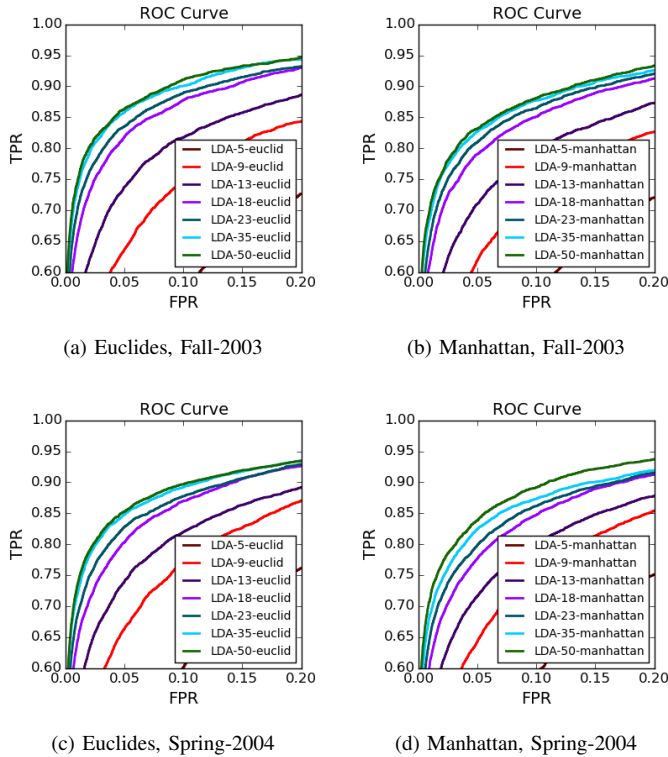 ROC Curve
1.00
0.95
0.90
0.85
0.80
0.75
0.70
0.65
0.60
TPR
LDA-5-euclid
LDA-9-euclid
LDA-13-euclid
LDA-18-euclid
LDA-23-euclid
LDA-35-euclid
LDA-50-euclid
0.00 0.05 0.10 0.15 0.20
FPR
(a) Euclides, Fall-2003
ROC Curve
1.00
0.95
0.90
0.85
0.80
0.75
0.70
0.65
0.60
TPR
LDA-5-manhattan
LDA-9-manhattan
LDA-13-manhattan
LDA-18-manhattan
LDA-23-manhattan
LDA-35-manhattan
LDA-50-manhattan
0.00 0.05 0.10 0.15 0.20
FPR
(b) Manhattan, Fall-2003
ROC Curve
1.00
0.95
0.90
0.85
0.80
0.75
0.70
0.65
0.60
TPR
LDA-5-euclid
LDA-9-euclid
LDA-13-euclid
LDA-18-euclid
LDA-23-euclid
LDA-35-euclid
LDA-50-euclid
0.00 0.05 0.10 0.15 0.20
FPR
(c) Euclides, Spring-2004
ROC Curve
1.00
0.95
0.90
0.85
0.80
0.75
0.70
0.65
0.60
TPR
LDA-5-manhattan
LDA-9-manhattan
LDA-13-manhattan
LDA-18-manhattan
LDA-23-manhattan
LDA-35-manhattan
LDA-50-manhattan
0.00 0.05 0.10 0.15 0.20
FPR
(d) Manhattan, Spring-2004